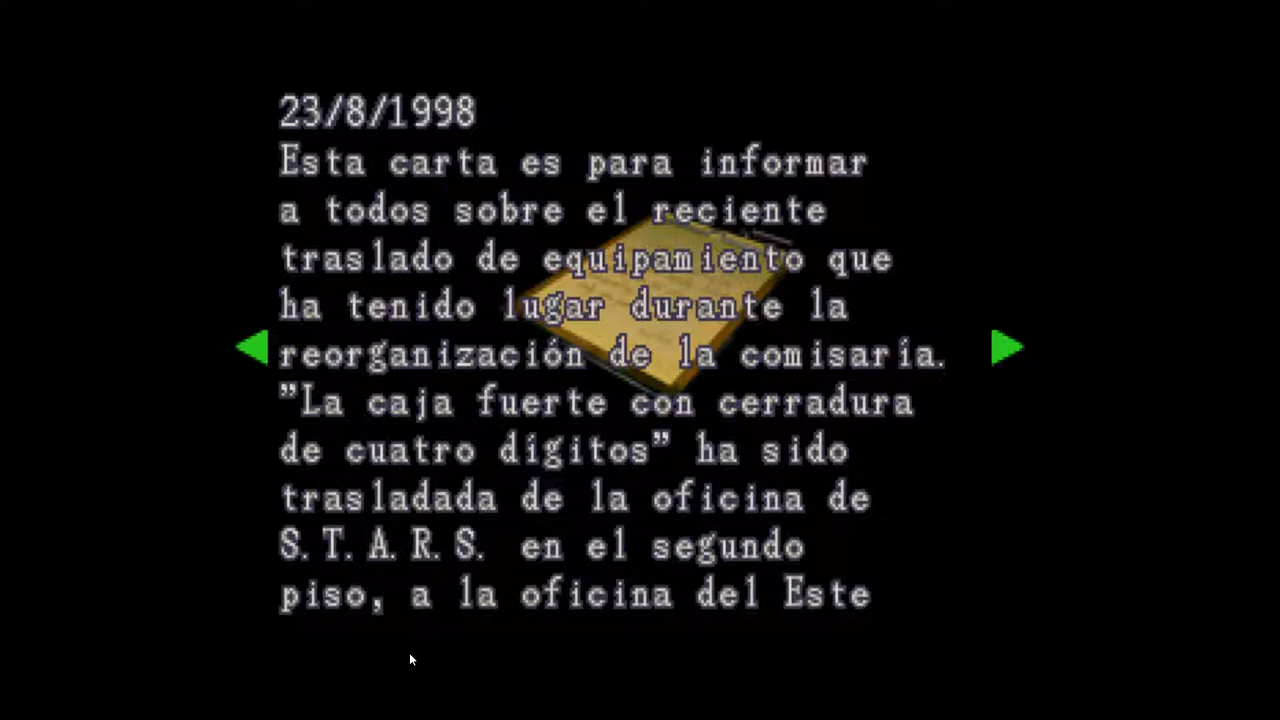 23/8/1998
Esta carta es para informar
a todos sobre el reciente
traslado de equipamiento que
ha tenido lugar durante la
reorganización de la comisaría.
”La caja fuerte con cerradura
de cuatro dígitos” ha sido
trasladada de la oficina de
S.T.A.R.S. en el segundo
piso, a la oficina del Este